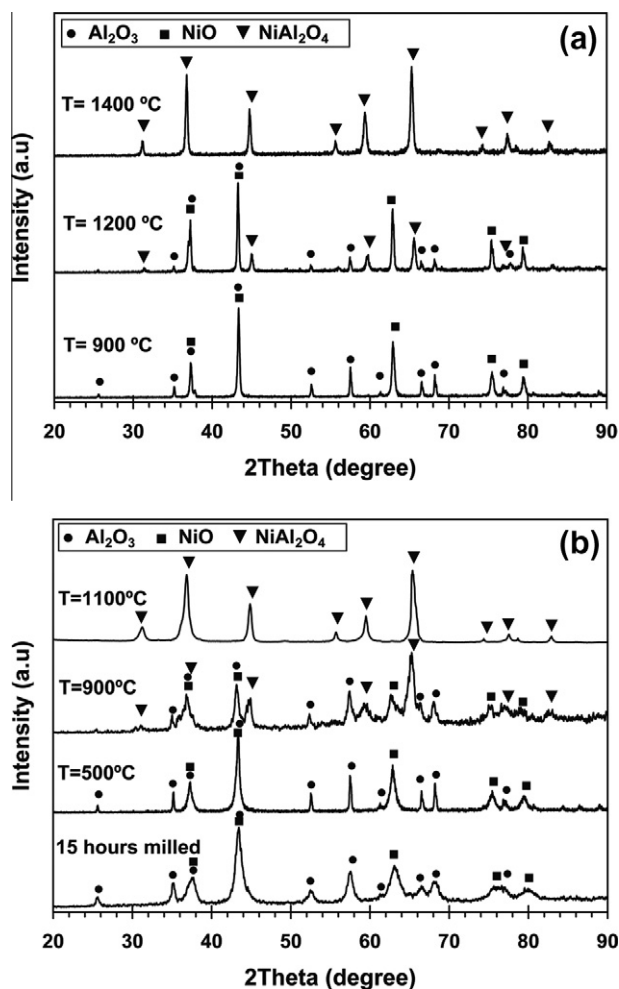 ● Al₂O₃ ■ NiO ▼ NiAl₂O₄
(a)
T= 1400 ºC
T= 1200 ºC
T= 900 ºC
Intensity (a.u)
20 30 40 50 60 70 80 90
2Theta (degree)
● Al₂O₃ ■ NiO ▼ NiAl₂O₄
(b)
T=1100ºC
T=900ºC
T=500ºC
15 hours milled
Intensity (a.u)
20 30 40 50 60 70 80 90
2Theta (degree)